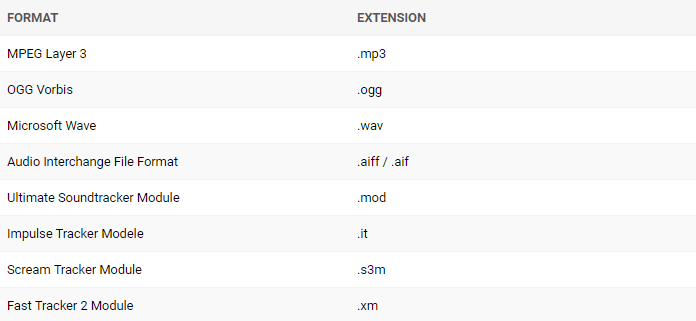 FORMAT EXTENSION
MPEG Layer 3 .mp3
OGG Vorbis .ogg
Microsoft Wave .wav
Audio Interchange File Format .aiff / .aif
Ultimate Soundtracker Module .mod
Impulse Tracker Modele .it
Scream Tracker Module .s3m
Fast Tracker 2 Module .xm